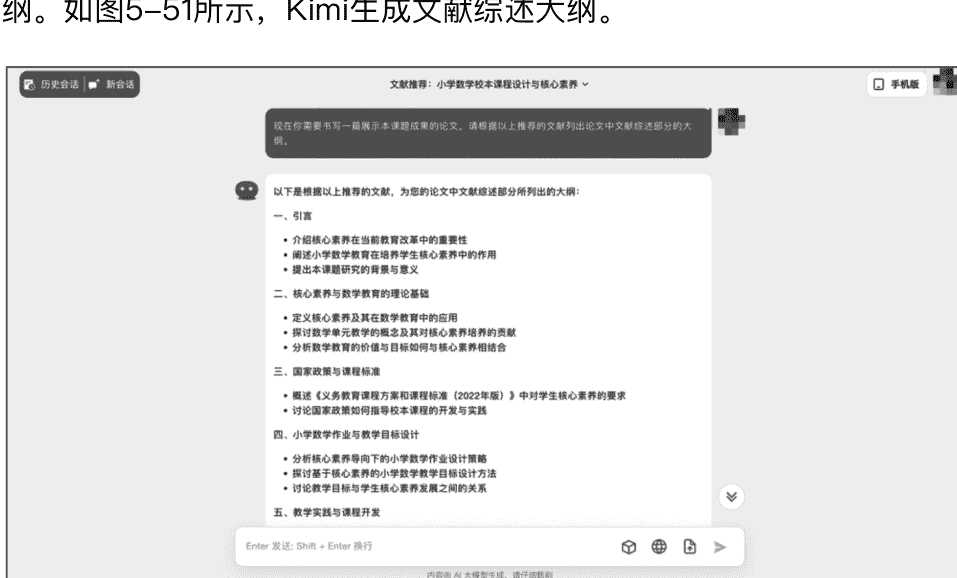 纲。如图5-51所示，Kimi生成文献综述大纲。
历史会话 新会话
文献推荐：小学数学校本课程设计与核心素养
手机版
现在你需要书写一篇展示本课题成果的论文，请根据以上推荐的文献列出论文中文献综述部分的大
纲。
以下是根据以上推荐的文献，为您的论文中文献综述部分所列出的大纲：
一、引言
• 介绍核心素养在当前教育改革中的重要性
• 阐述小学数学教育在培养学生核心素养中的作用
• 提出本课题研究的背景与意义
二、核心素养与数学教育的理论基础
• 定义核心素养及其在数学教育中的应用
• 探讨数学单元教学的概念及其对核心素养培养的贡献
• 分析数学教育的价值与目标如何与核心素养相结合
三、国家政策与课程标准
• 概述《义务教育课程方案和课程标准（2022年版）》中对学生核心素养的要求
• 讨论国家政策如何指导校本课程的开发与实践
四、小学数学作业与教学目标设计
• 分析核心素养导向下的小学数学作业设计策略
• 探讨基于核心素养的小学数学教学目标设计方法
• 讨论教学目标与学生核心素养发展之间的关系
五、教学实践与课程开发
Enter 发送; Shift + Enter 换行
内容由 AI 大模型生成，请仔细甄别